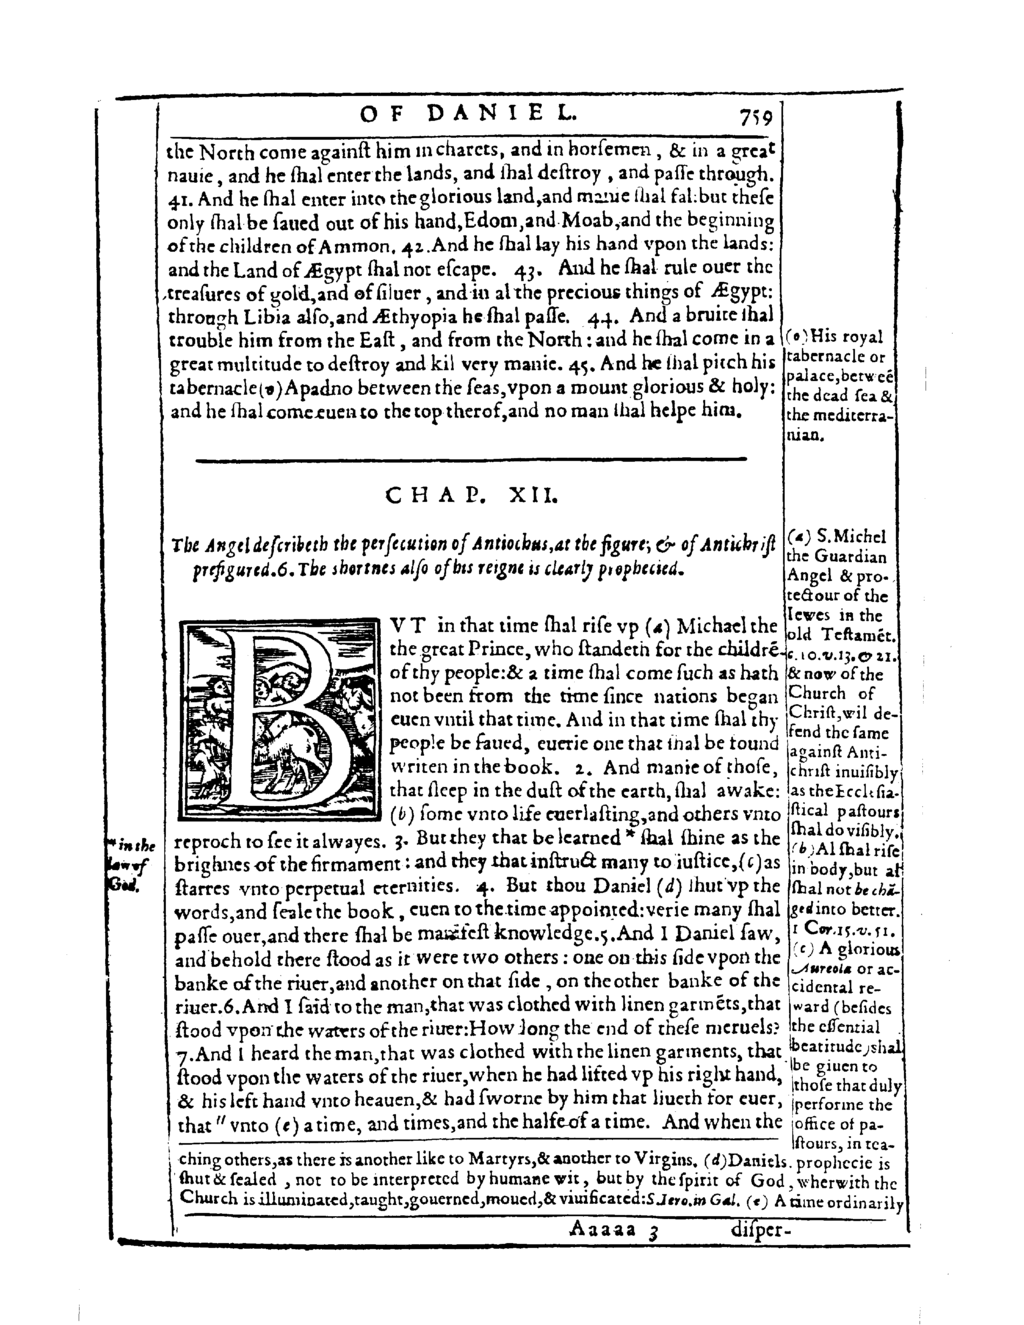 OF DANIEL. 759
the North come againſt him in charets, and in horſemen, & in a great
nauie, and he ſhal enter the lands, and ſhal deſtroy, and paſſe through.
41. And he ſhal enter into the glorious land, and manie ſhal fal: but theſe
only ſhal be ſaued out of his hand, Edom, and Moab, and the beginning
of the children of Ammon. 42. And he ſhal lay his hand vpon the lands:
and the Land of Ægypt ſhal not eſcape. 43. And he ſhal rule ouer the
treaſures of gold, and of ſiluer, and in al the precious things of Ægypt:
through Libia alſo, and Æthyopia he ſhal paſſe. 44. And a bruite ſhal
trouble him from the Eaſt, and from the North: and he ſhal come in a
great multitude to deſtroy and kil very manie. 45. And he ſhal pitch his
tabernacle (o) Apadno between the ſeas, vpon a mount glorious & holy:
and he ſhal come euen to the top therof, and no man ſhal helpe him.
(o) His royal
tabernacle or
palace, betweē
the dead ſea &
the mediterra-
nian.
CHAP. XII.
The Angel deſcribeth the perſecution of Antiochus, at the figure, & of Antichriſt
prefigured. 6. The shortnes alſo of his reigne is clearly prophecied.
BVT in that time ſhal riſe vp (a) Michael the
the great Prince, who ſtandeth for the childrē
of thy people: & a time ſhal come ſuch as hath
not been from the time ſince nations began
euen vntil that time. And in that time ſhal thy
people be ſaued, euerie one that ſhal be found
writen in the book. 2. And manie of thoſe,
that ſleep in the duſt of the earth, ſhal awake:
(b) ſome vnto life euerlaſting, and others vnto
reproch to ſee it alwayes. 3. But they that be learned * ſhal ſhine as the
brighnes of the firmament: and they that inſtruct many to iuſtice, (c) as
ſtarres vnto perpetual eternities. 4. But thou Daniel (d) ſhut vp the
words, and ſeale the book, euen to the time appointed: verie many ſhal
paſſe ouer, and there ſhal be manifeſt knowledge. 5. And I Daniel ſaw,
and behold there ſtood as it were two others: one on this ſide vpon the
banke of the riuer, and another on that ſide, on the other banke of the
riuer. 6. And I ſaid to the man, that was clothed with linen garmēts, that
ſtood vpon the waters of the riuer: How long the end of theſe meruels?
7. And I heard the man, that was clothed with the linen garments, that
ſtood vpon the waters of the riuer, when he had lifted vp his right hand,
& his left hand vnto heauen, & had ſworne by him that liueth for euer,
that " vnto (e) a time, and times, and the halfe of a time. And when the
* in the
law of
God.
(a) S. Michel
the Guardian
Angel & pro-
tectour of the
Iewes in the
old Teſtamēt.
c. 10. v. 13. & 21.
& now of the
Church of
Chriſt, wil de-
fend the ſame
againſt Anti-
chriſt inuiſibly
as the Eccleſia-
ſtical paſtours
ſhal do viſibly.
(b) Al ſhal riſe
in body, but al
ſhal not be chā-
ged into better.
1 Cor. 15. v. 51.
(c) A glorious
Aureola or ac-
cidental re-
ward (beſides
the eſſential
beatitude) shal
be giuen to
thoſe that duly
performe the
office of pa-
ſtours, in tea-
ching others, as there is another like to Martyrs, & another to Virgins. (d) Daniels prophecie is
ſhut & ſealed, not to be interpreted by humane wit, but by the ſpirit of God, wherwith the
Church is illuminated, taught, gouerned, moued, & viuificated: S. Jero. in Gal. (e) A time ordinarily
Aaaaa 3 diſper-